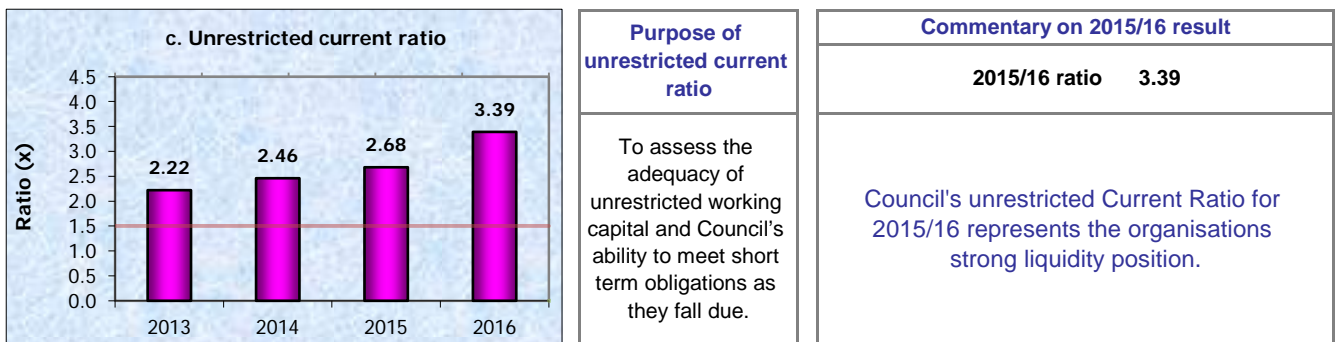 c. Unrestricted current ratio
Ratio (x)
4.5
4.0
3.5
3.0
2.5
2.0
1.5
1.0
0.5
0.0
2.22
2.46
2.68
3.39
2013
2014
2015
2016
Purpose of
unrestricted current
ratio
To assess the
adequacy of
unrestricted working
capital and Council's
ability to meet short
term obligations as
they fall due.
Commentary on 2015/16 result
2015/16 ratio 3.39
Council's unrestricted Current Ratio for
2015/16 represents the organisations
strong liquidity position.